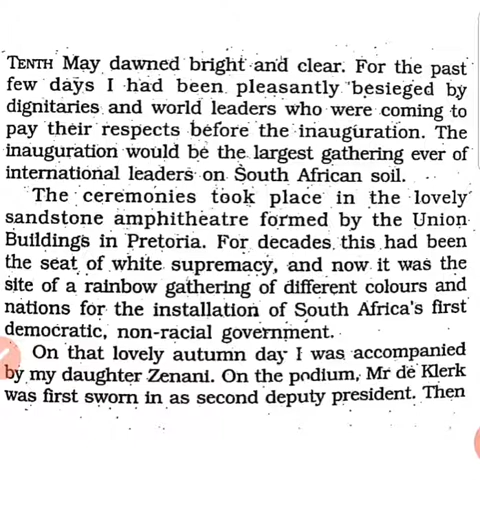 TENTH May dawned bright and clear. For the past
few days I had been pleasantly besieged by
dignitaries and world leaders who were coming to
pay their respects before the inauguration. The
inauguration would be the largest gathering ever of
international leaders on South African soil.
The ceremonies took place in the lovely
sandstone amphitheatre formed by the Union
Buildings in Pretoria. For decades this had been
the seat of white supremacy, and now it was the
site of a rainbow gathering of different colours and
nations for the installation of South Africa's first
democratic, non-racial government.
On that lovely autumn day I was accompanied
by my daughter Zenani. On the podium, Mr de Klerk
was first sworn in as second deputy president. Then